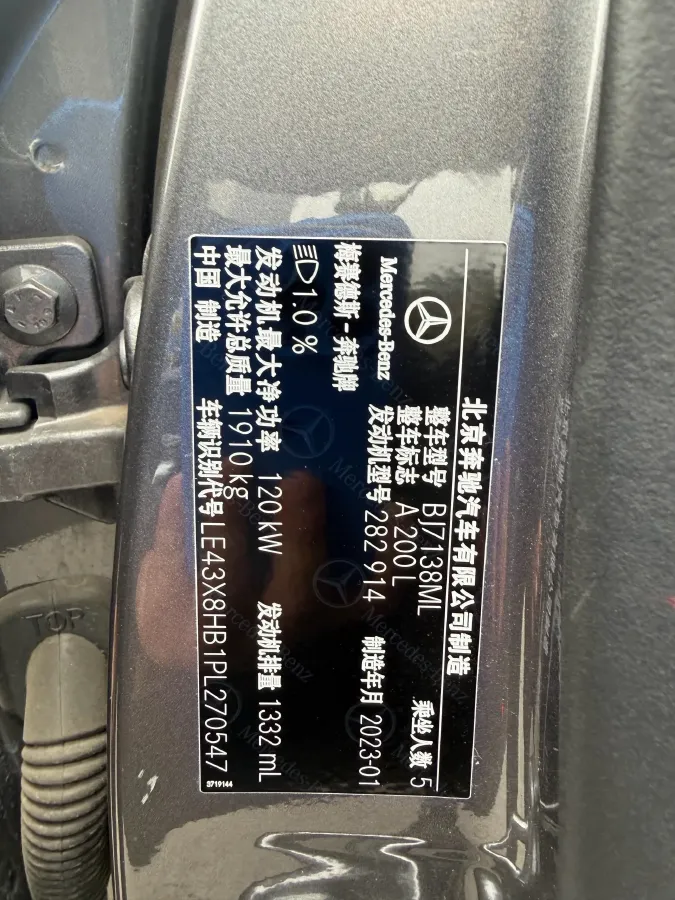 北京奔驰汽车有限公司制造
Mercedes-Benz
整车型号 BJ7138ML 乘坐人数 5
整车标志 A 200 L
梅赛德斯-奔驰牌 发动机型号 282 914 制造年月 2023-01
1.0 %
发动机最大净功率 120 kW 发动机排量 1332 mL
最大允许总质量 1910 kg
中国 制造 车辆识别代号 LE43X8HB1PL270547
3719144
TOP